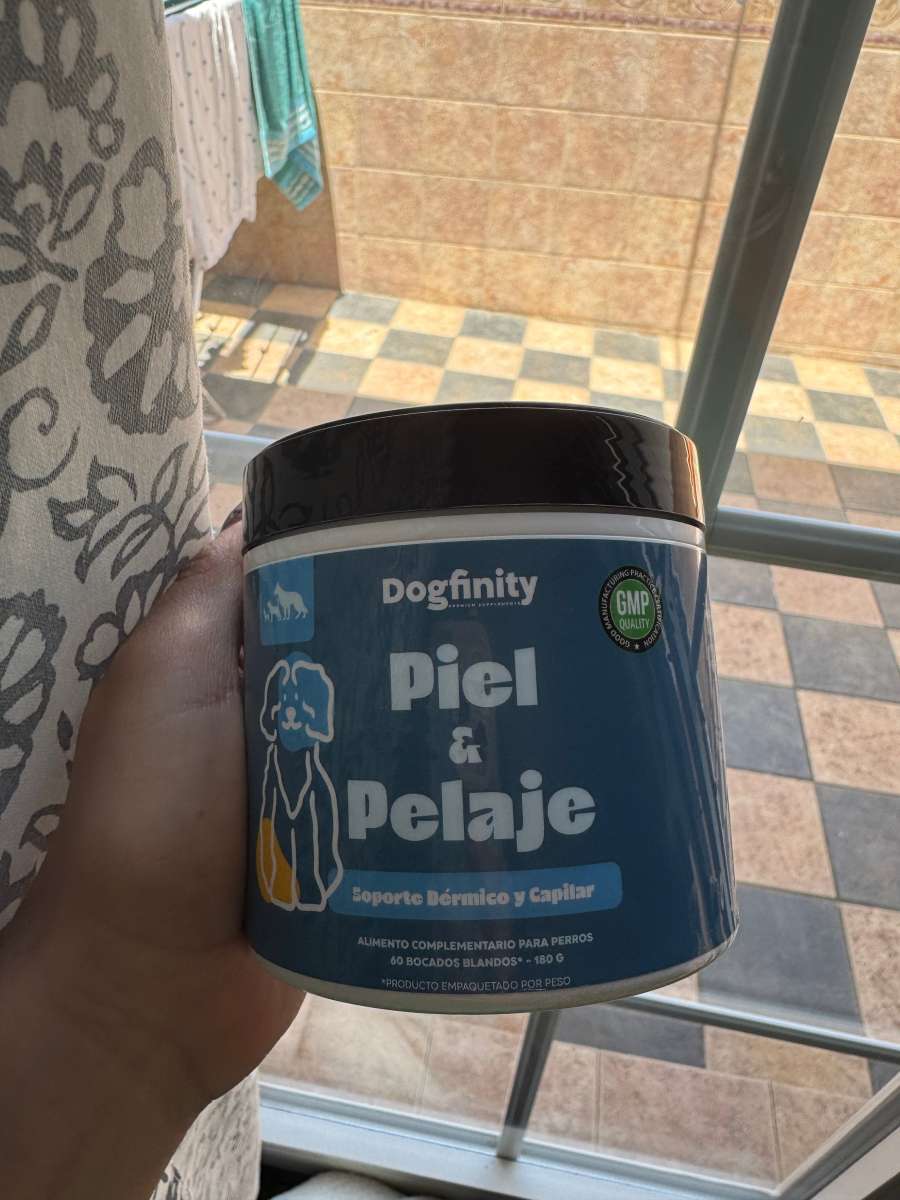 Dogfinity
PREMIUM SUPPLEMENTS
GOOD MANUFACTURING PRACTICE
CERTIFICATION
GMP
QUALITY
Piel
&
Pelaje
Soporte Dérmico y Capilar
ALIMENTO COMPLEMENTARIO PARA PERROS
60 BOCADOS BLANDOS* - 180 G
*PRODUCTO EMPAQUETADO POR PESO